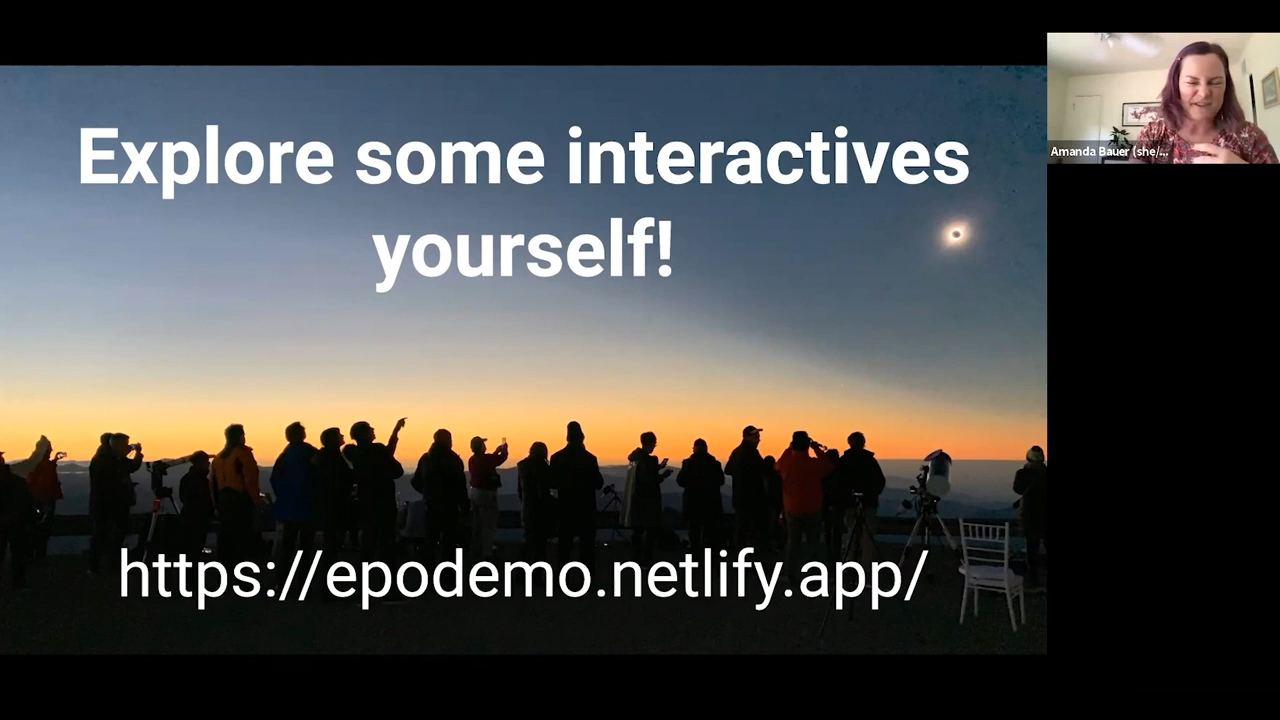 Explore some interactives
yourself!
https://epodemo.netlify.app/
Amanda Bauer (she/...